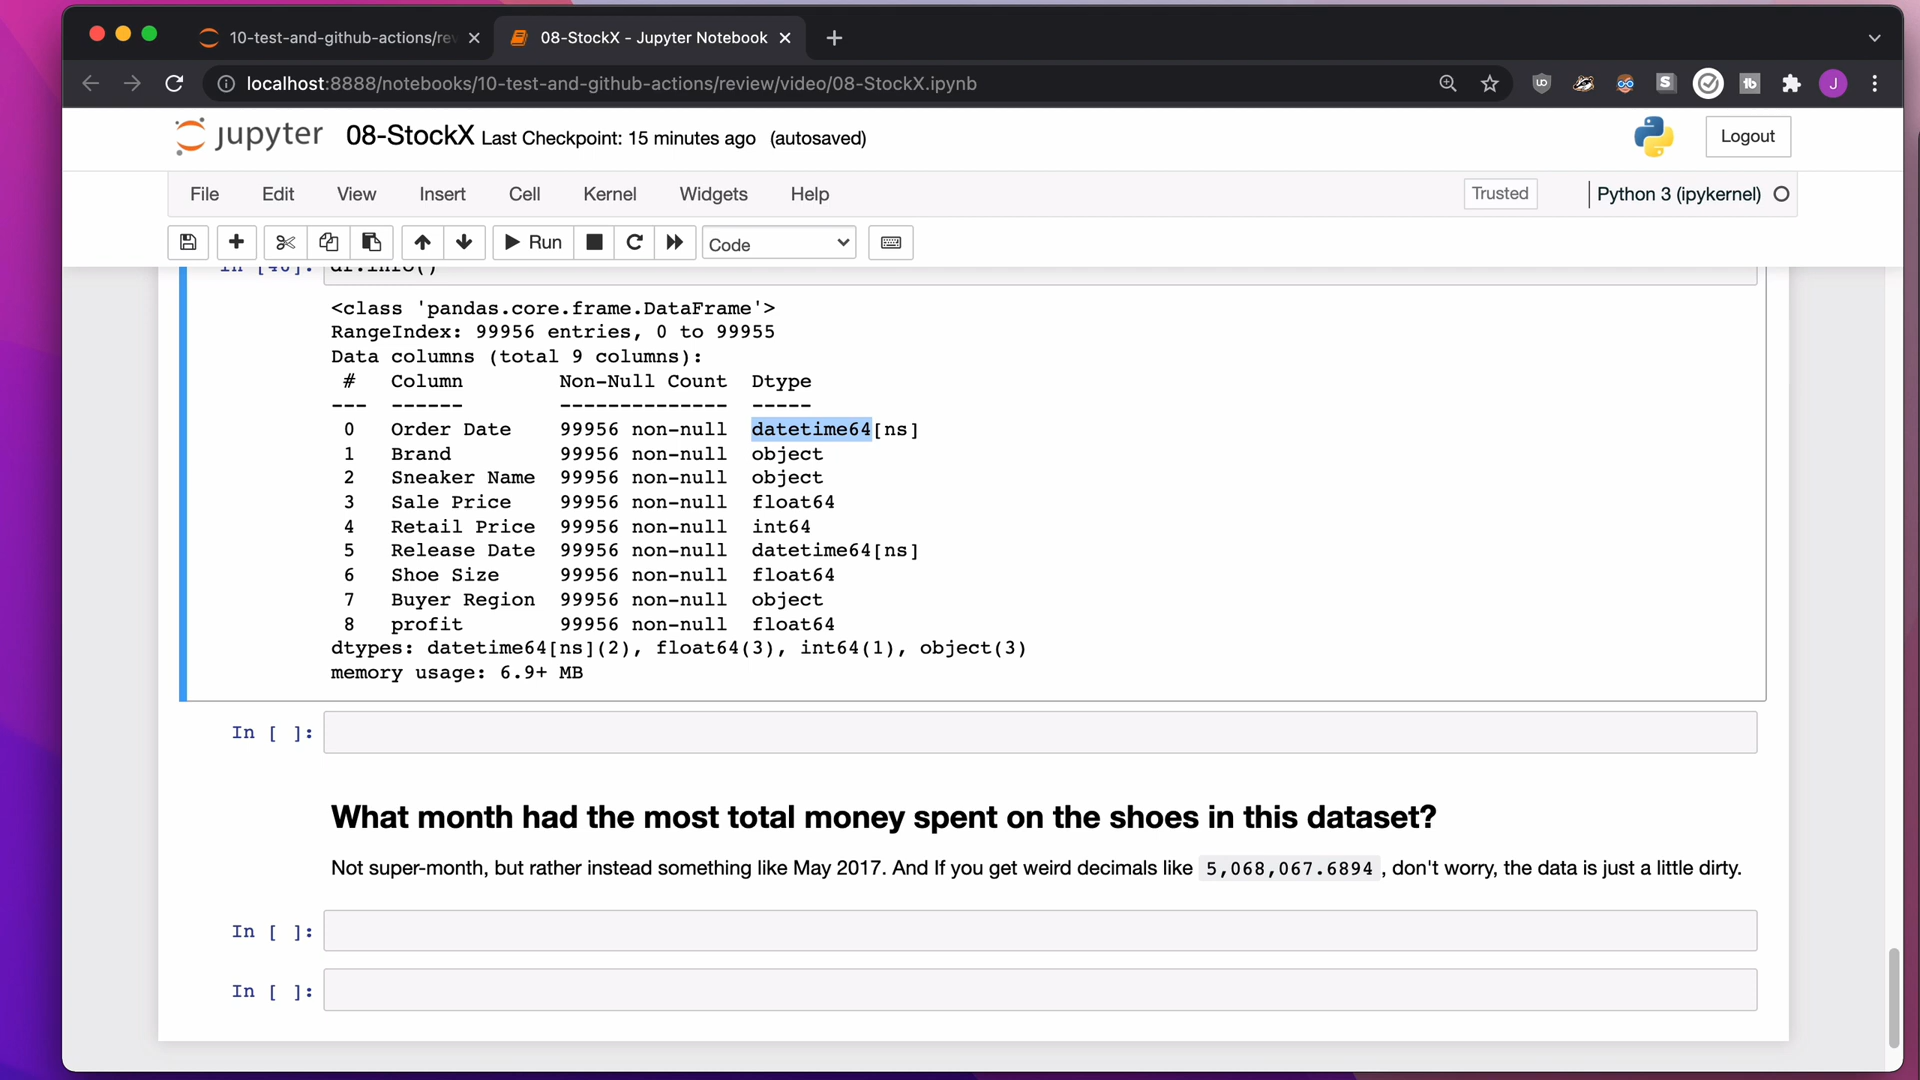 10-test-and-github-actions/re
08-StockX - Jupyter Notebook
localhost:8888/notebooks/10-test-and-github-actions/review/video/08-StockX.ipynb
jupyter 08-StockX Last Checkpoint: 15 minutes ago (autosaved)
Logout
File Edit View Insert Cell Kernel Widgets Help
Trusted
Python 3 (ipykernel)
Run
Code
In [46]: df.info()
<class 'pandas.core.frame.DataFrame'>
RangeIndex: 99956 entries, 0 to 99955
Data columns (total 9 columns):
# Column Non-Null Count Dtype
--- ------ -------------- -----
0 Order Date 99956 non-null datetime64[ns]
1 Brand 99956 non-null object
2 Sneaker Name 99956 non-null object
3 Sale Price 99956 non-null float64
4 Retail Price 99956 non-null int64
5 Release Date 99956 non-null datetime64[ns]
6 Shoe Size 99956 non-null float64
7 Buyer Region 99956 non-null object
8 profit 99956 non-null float64
dtypes: datetime64[ns](2), float64(3), int64(1), object(3)
memory usage: 6.9+ MB
In [ ]:
What month had the most total money spent on the shoes in this dataset?
Not super-month, but rather instead something like May 2017. And If you get weird decimals like 5,068,067.6894 , don't worry, the data is just a little dirty.
In [ ]:
In [ ]: